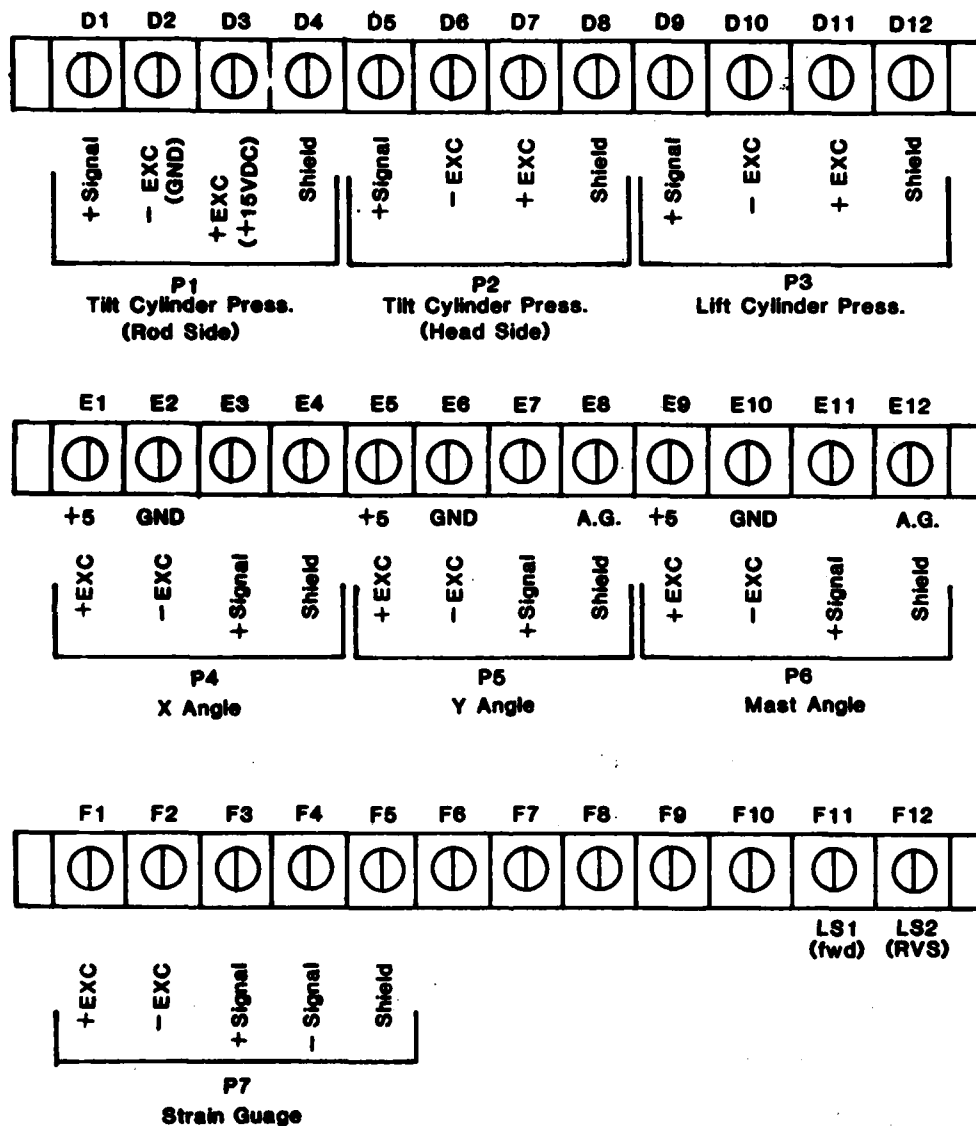 D1 D2 D3 D4 D5 D6 D7 D8 D9 D10 D11 D12
+Signal
− EXC
(GND)
+EXC
(+15VDC)
Shield
+Signal
− EXC
+ EXC
Shield
+ Signal
− EXC
+ EXC
Shield
P1
Tilt Cylinder Press.
(Rod Side)
P2
Tilt Cylinder Press.
(Head Side)
P3
Lift Cylinder Press.
E1 E2 E3 E4 E5 E6 E7 E8 E9 E10 E11 E12
+5 GND +5 GND A.G. +5 GND A.G.
+EXC
− EXC
+Signal
Shield
+ EXC
− EXC
+Signal
Shield
+ EXC
− EXC
+Signal
Shield
P4
X Angle
P5
Y Angle
P6
Mast Angle
F1 F2 F3 F4 F5 F6 F7 F8 F9 F10 F11 F12
LS1
(fwd)
LS2
(RVS)
+EXC
− EXC
+Signal
− Signal
Shield
P7
Strain Guage